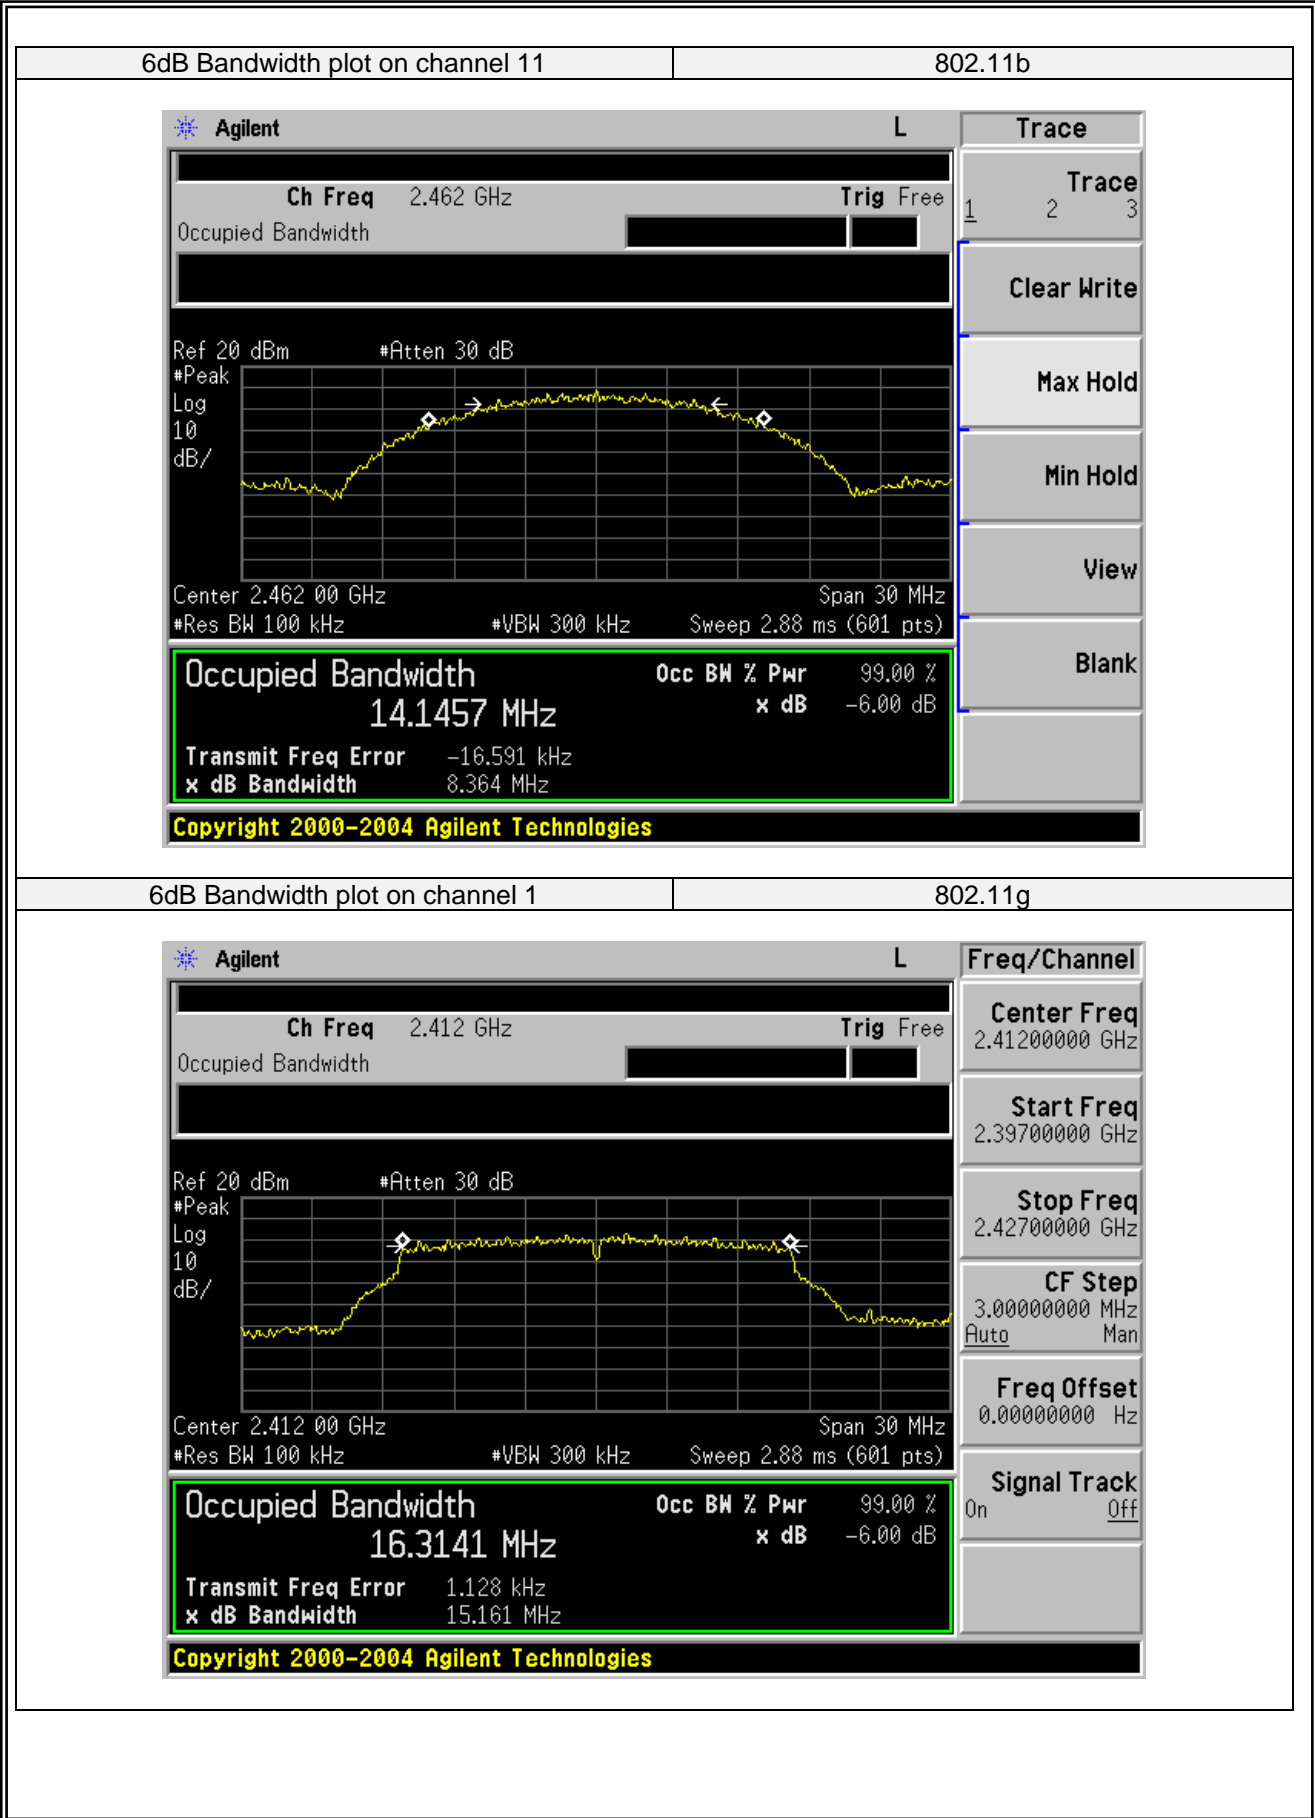 6dB Bandwidth plot on channel 11 802.11b
Agilent L Trace
Ch Freq 2.462 GHz Trig Free
Occupied Bandwidth
Trace
1 2 3
Clear Write
Max Hold
Min Hold
View
Blank
Ref 20 dBm #Atten 30 dB
#Peak
Log
10
dB/
Center 2.462 00 GHz Span 30 MHz
#Res BW 100 kHz #VBW 300 kHz Sweep 2.88 ms (601 pts)
Occupied Bandwidth Occ BW % Pwr 99.00 %
14.1457 MHz x dB -6.00 dB
Transmit Freq Error -16.591 kHz
x dB Bandwidth 8.364 MHz
Copyright 2000-2004 Agilent Technologies
6dB Bandwidth plot on channel 1 802.11g
Agilent L Freq/Channel
Ch Freq 2.412 GHz Trig Free
Occupied Bandwidth
Center Freq
2.41200000 GHz
Start Freq
2.39700000 GHz
Stop Freq
2.42700000 GHz
CF Step
3.00000000 MHz
Auto Man
Freq Offset
0.00000000 Hz
Signal Track
On Off
Ref 20 dBm #Atten 30 dB
#Peak
Log
10
dB/
Center 2.412 00 GHz Span 30 MHz
#Res BW 100 kHz #VBW 300 kHz Sweep 2.88 ms (601 pts)
Occupied Bandwidth Occ BW % Pwr 99.00 %
16.3141 MHz x dB -6.00 dB
Transmit Freq Error 1.128 kHz
x dB Bandwidth 15.161 MHz
Copyright 2000-2004 Agilent Technologies